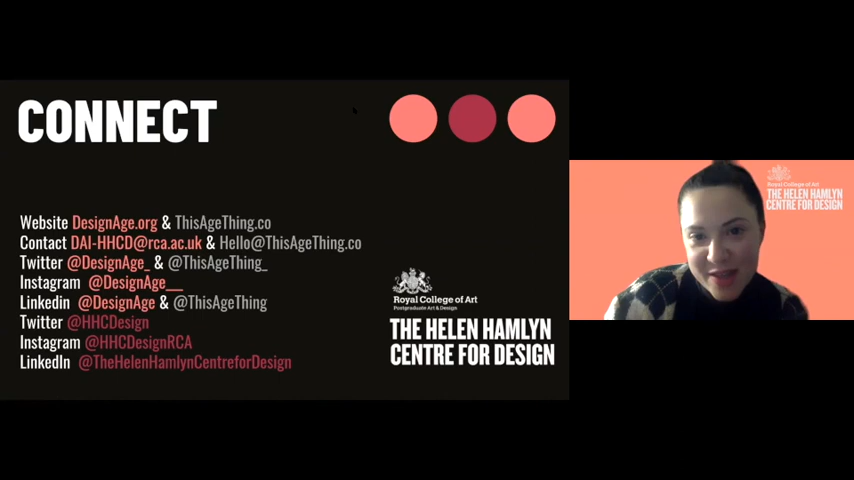 CONNECT
Website DesignAge.org & ThisAgeThing.co
Contact DAI-HHCD@rca.ac.uk & Hello@ThisAgeThing.co
Twitter @DesignAge_ & @ThisAgeThing_
Instagram @DesignAge___
Linkedin @DesignAge & @ThisAgeThing
Twitter @HHCDesign
Instagram @HHCDesignRCA
LinkedIn @TheHelenHamlynCentreforDesign
Royal College of Art
Postgraduate Art & Design
THE HELEN HAMLYN
CENTRE FOR DESIGN
Royal College of Art
THE HELEN HAMLYN
CENTRE FOR DESIGN